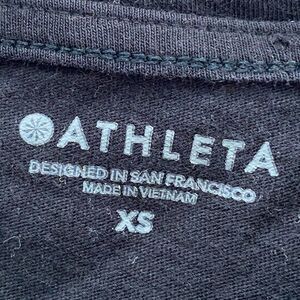 ATHLETA
DESIGNED IN SAN FRANCISCO
MADE IN VIETNAM
XS